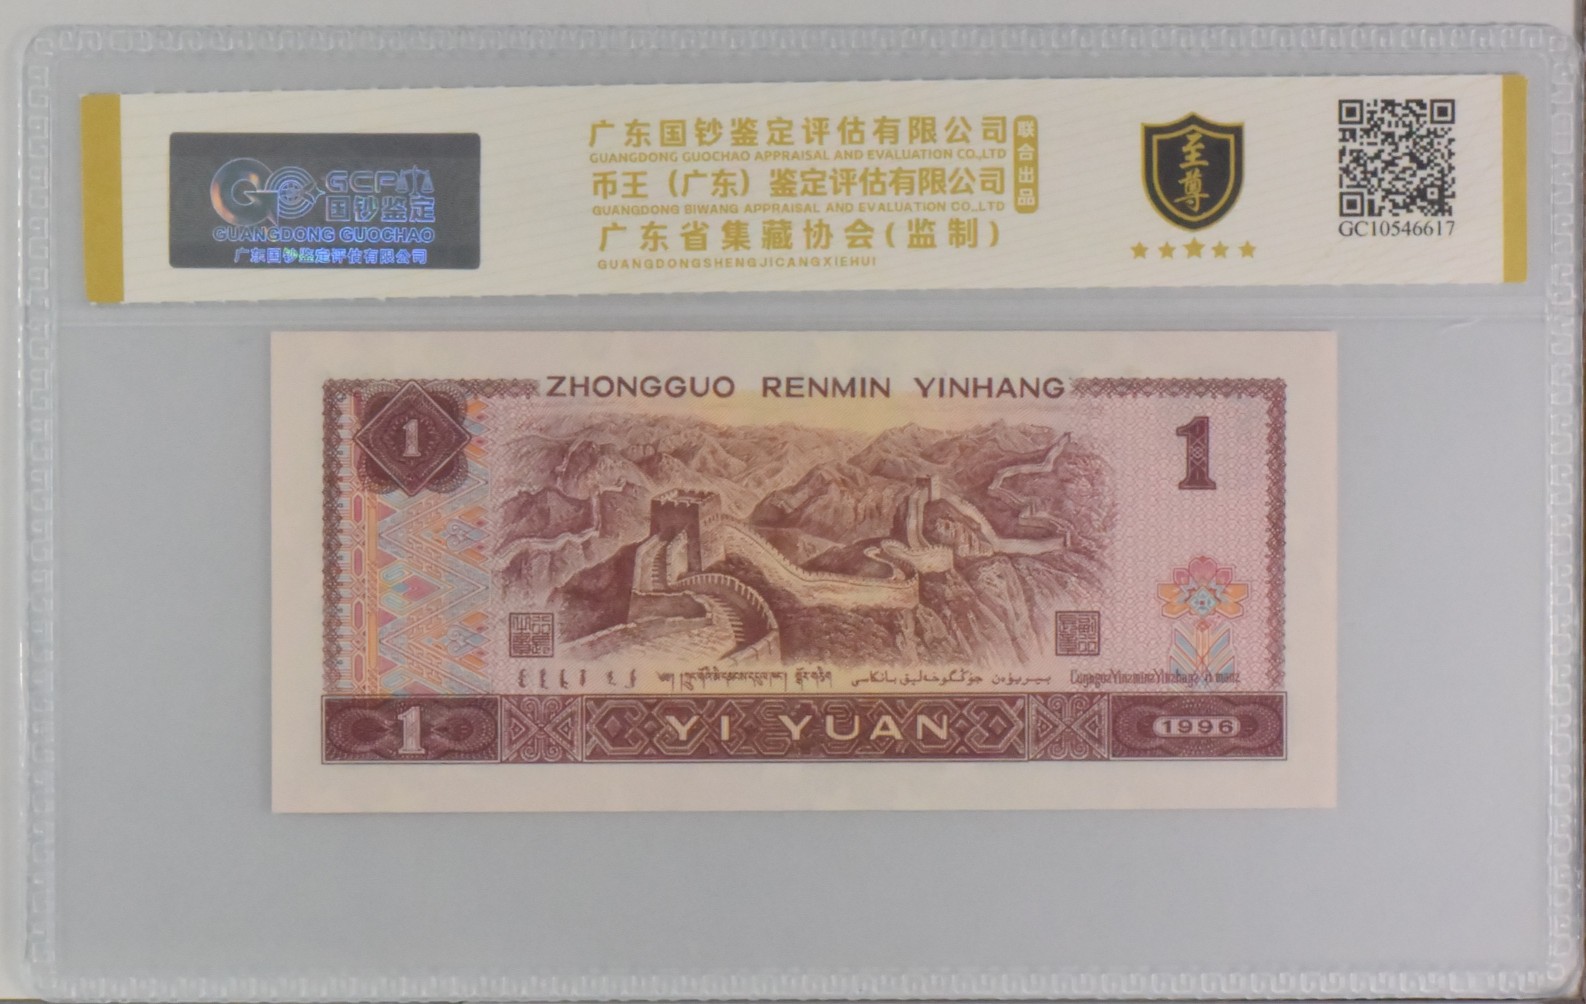 GCP
国钞鉴定
GUANGDONG GUOCHAO
广东国钞鉴定评估有限公司
广东国钞鉴定评估有限公司
GUANGDONG GUOCHAO APPRAISAL AND EVALUATION CO.,LTD
币王（广东）鉴定评估有限公司
GUANGDONG BIWANG APPRAISAL AND EVALUATION CO.,LTD
广东省集藏协会(监制)
GUANGDONGSHENGJICANGXIEHUI
联合出品
至尊
GC10546617
ZHONGGUO RENMIN YINHANG
1
1
1
YI YUAN
1996